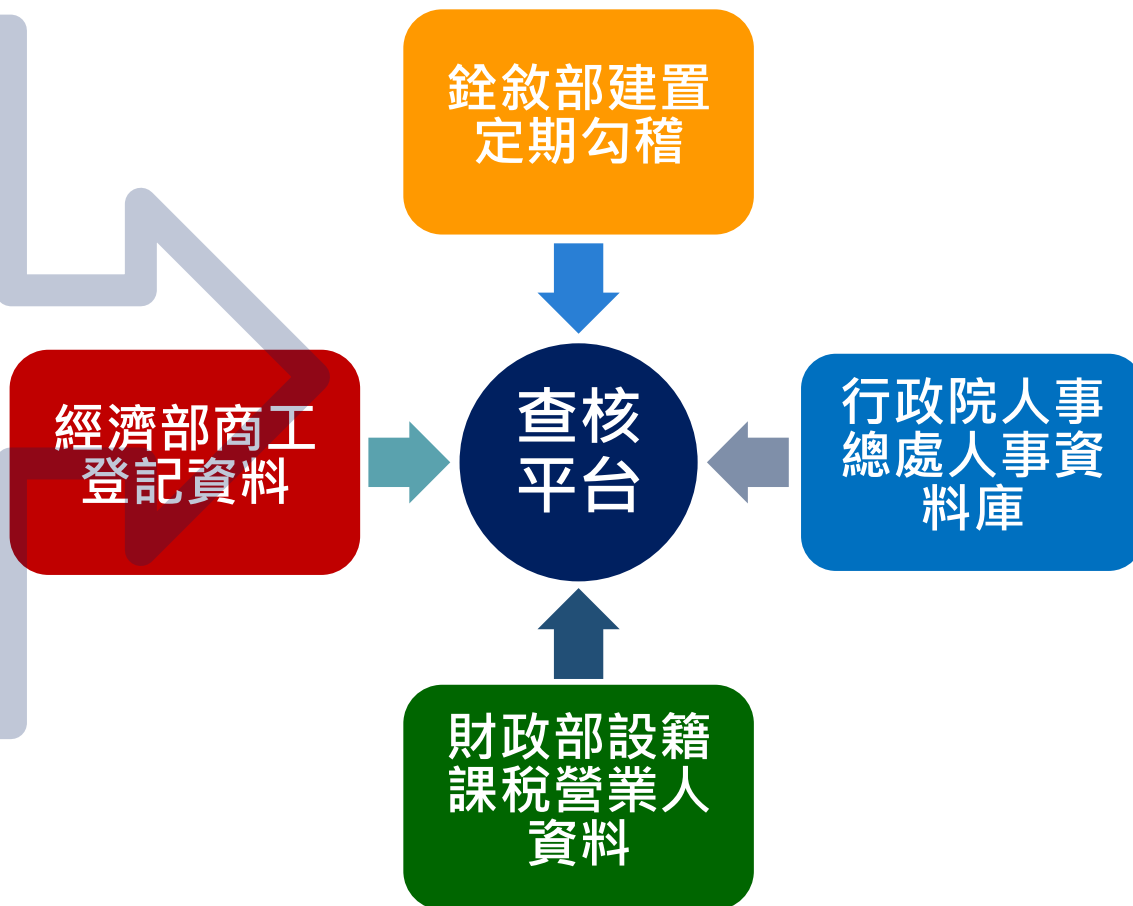 銓敘部建置
定期勾稽
經濟部商工
登記資料
查核
平台
行政院人事
總處人事資
料庫
財政部設籍
課稅營業人
資料